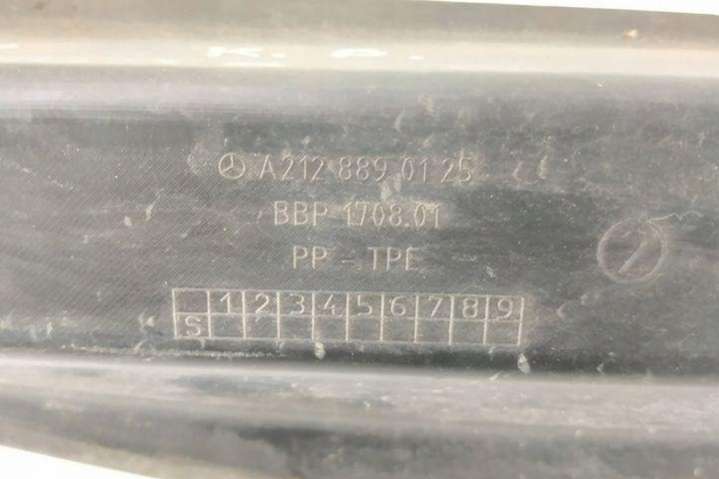 A212 889 01 25
BBP 1708.01
PP - TPE
1 2 3 4 5 6 7 8 9
S